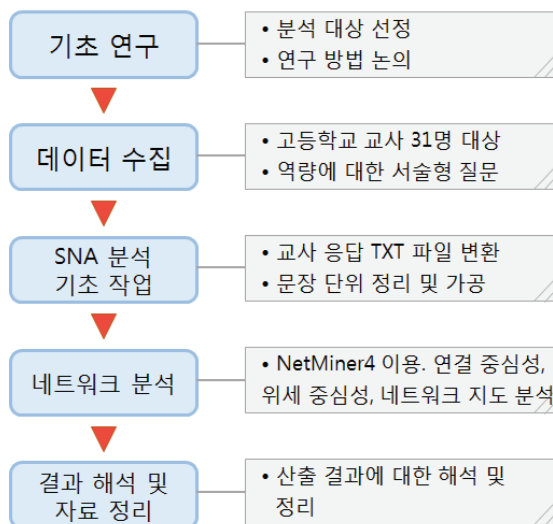 기초 연구
• 분석 대상 선정
• 연구 방법 논의
데이터 수집
• 고등학교 교사 31명 대상
• 역량에 대한 서술형 질문
SNA 분석
기초 작업
• 교사 응답 TXT 파일 변환
• 문장 단위 정리 및 가공
네트워크 분석
• NetMiner4 이용. 연결 중심성,
위세 중심성, 네트워크 지도 분석
결과 해석 및
자료 정리
• 산출 결과에 대한 해석 및
정리